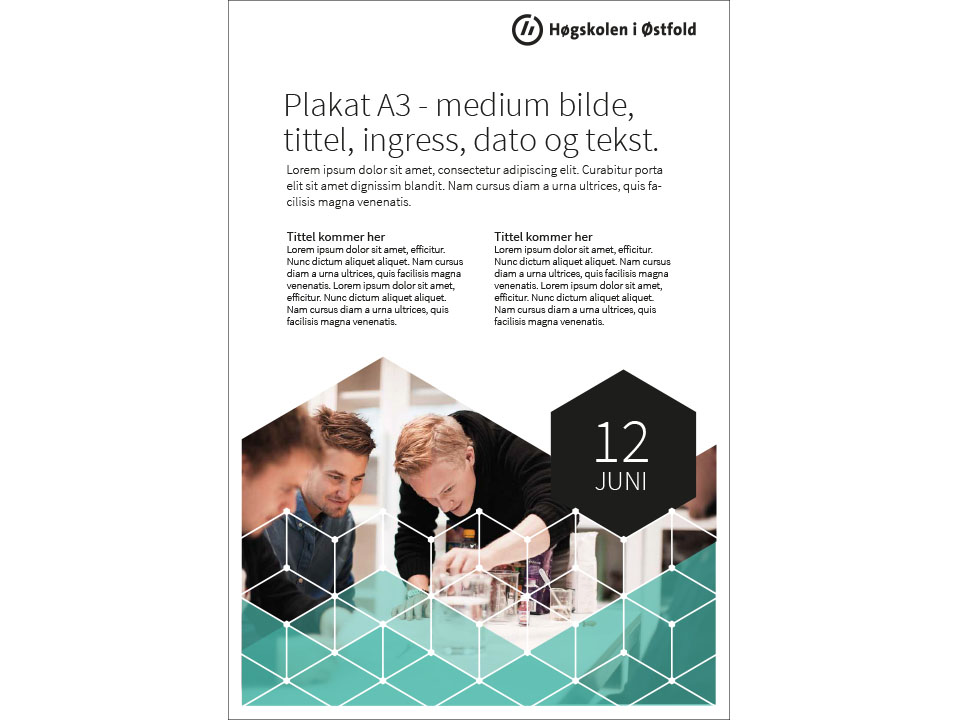 Høgskolen i Østfold
Plakat A3 - medium bilde,
tittel, ingress, dato og tekst.
Lorem ipsum dolor sit amet, consectetur adipiscing elit. Curabitur porta
elit sit amet dignissim blandit. Nam cursus diam a urna ultrices, quis fa-
cilisis magna venenatis.
Tittel kommer her
Lorem ipsum dolor sit amet, efficitur.
Nunc dictum aliquet aliquet. Nam cursus
diam a urna ultrices, quis facilisis magna
venenatis. Lorem ipsum dolor sit amet,
efficitur. Nunc dictum aliquet aliquet.
Nam cursus diam a urna ultrices, quis
facilisis magna venenatis.
Tittel kommer her
Lorem ipsum dolor sit amet, efficitur.
Nunc dictum aliquet aliquet. Nam cursus
diam a urna ultrices, quis facilisis magna
venenatis. Lorem ipsum dolor sit amet,
efficitur. Nunc dictum aliquet aliquet.
Nam cursus diam a urna ultrices, quis
facilisis magna venenatis.
12
JUNI